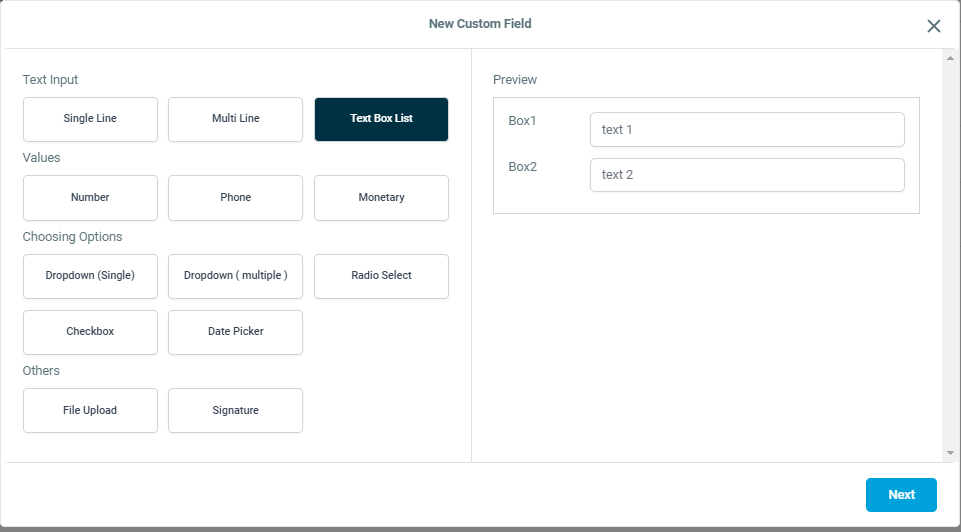 New Custom Field
Text Input
Single Line
Multi Line
Text Box List
Values
Number
Phone
Monetary
Choosing Options
Dropdown (Single)
Dropdown ( multiple )
Radio Select
Checkbox
Date Picker
Others
File Upload
Signature
Preview
Box1
text 1
Box2
text 2
Next